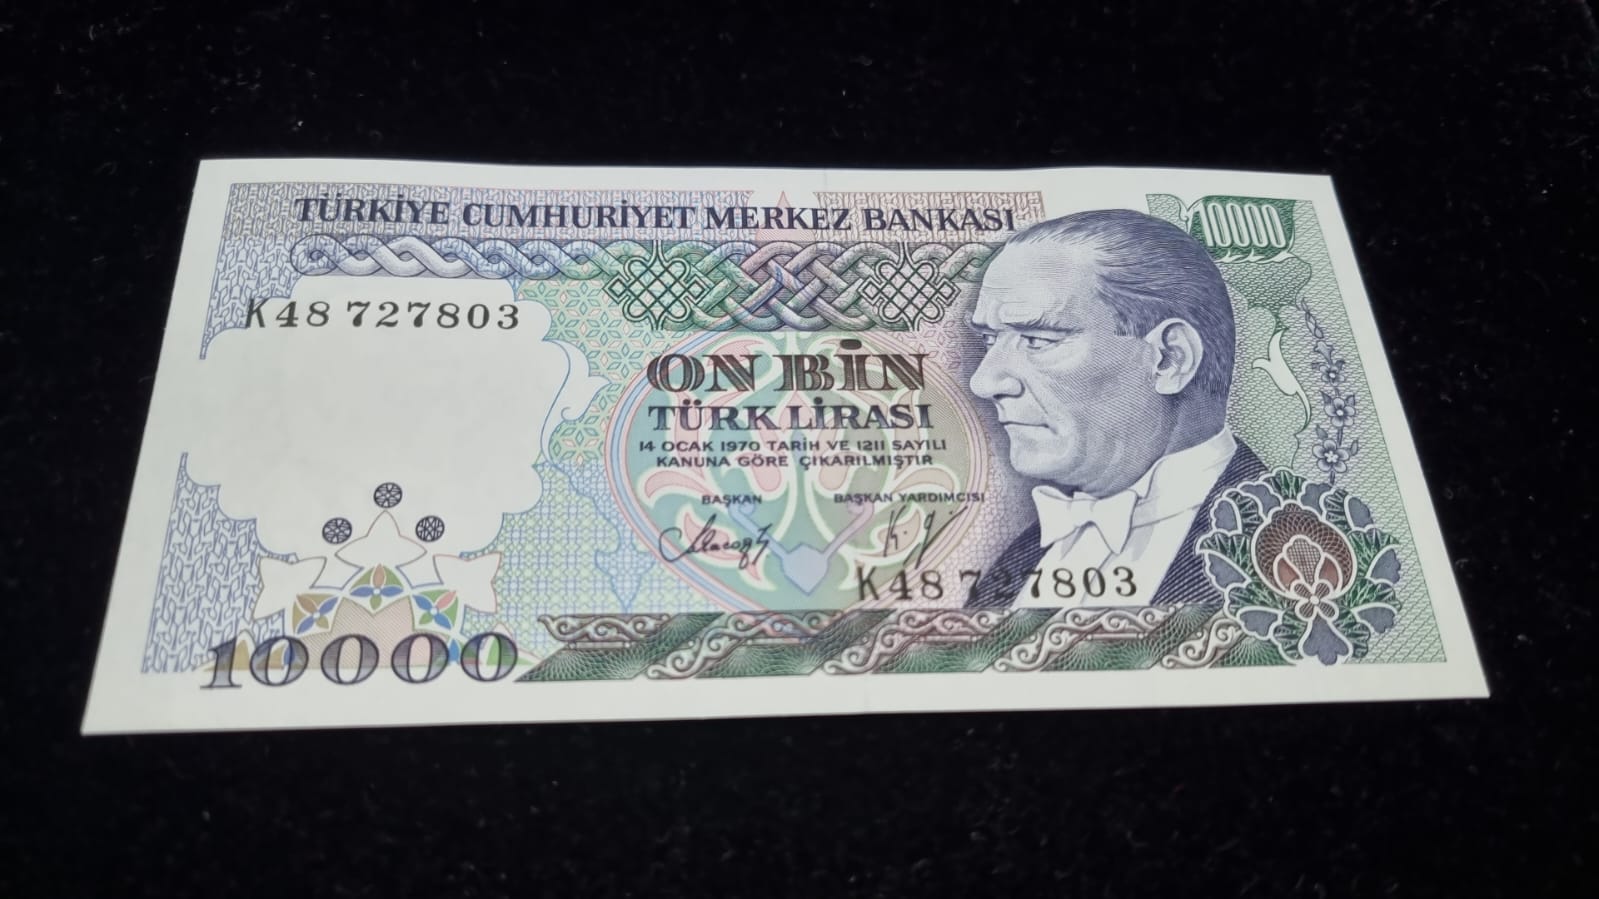 TÜRKİYE CUMHURİYET MERKEZ BANKASI
10000
K48 727803
ON BİN
TÜRK LİRASI
14 OCAK 1970 TARİH VE 1211 SAYILI
KANUNA GÖRE ÇIKARILMIŞTIR
BAŞKAN BAŞKAN YARDIMCISI
K48 727803
10000